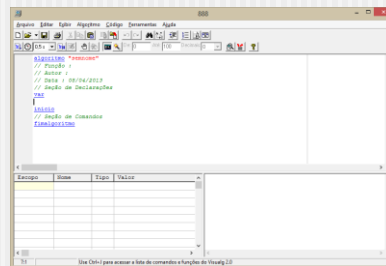 888
Arquivo Editar Exibir Algoritmo Código Ferramentas Ajuda
algoritmo "semnome"
// Função :
// Autor :
// Data : 08/04/2013
// Seção de Declarações
var
inicio
// Seção de Comandos
fimalgoritmo
Escopo Nome Tipo Valor
Use Ctrl-J para acessar a lista de comandos e funções do Visualg 2.0